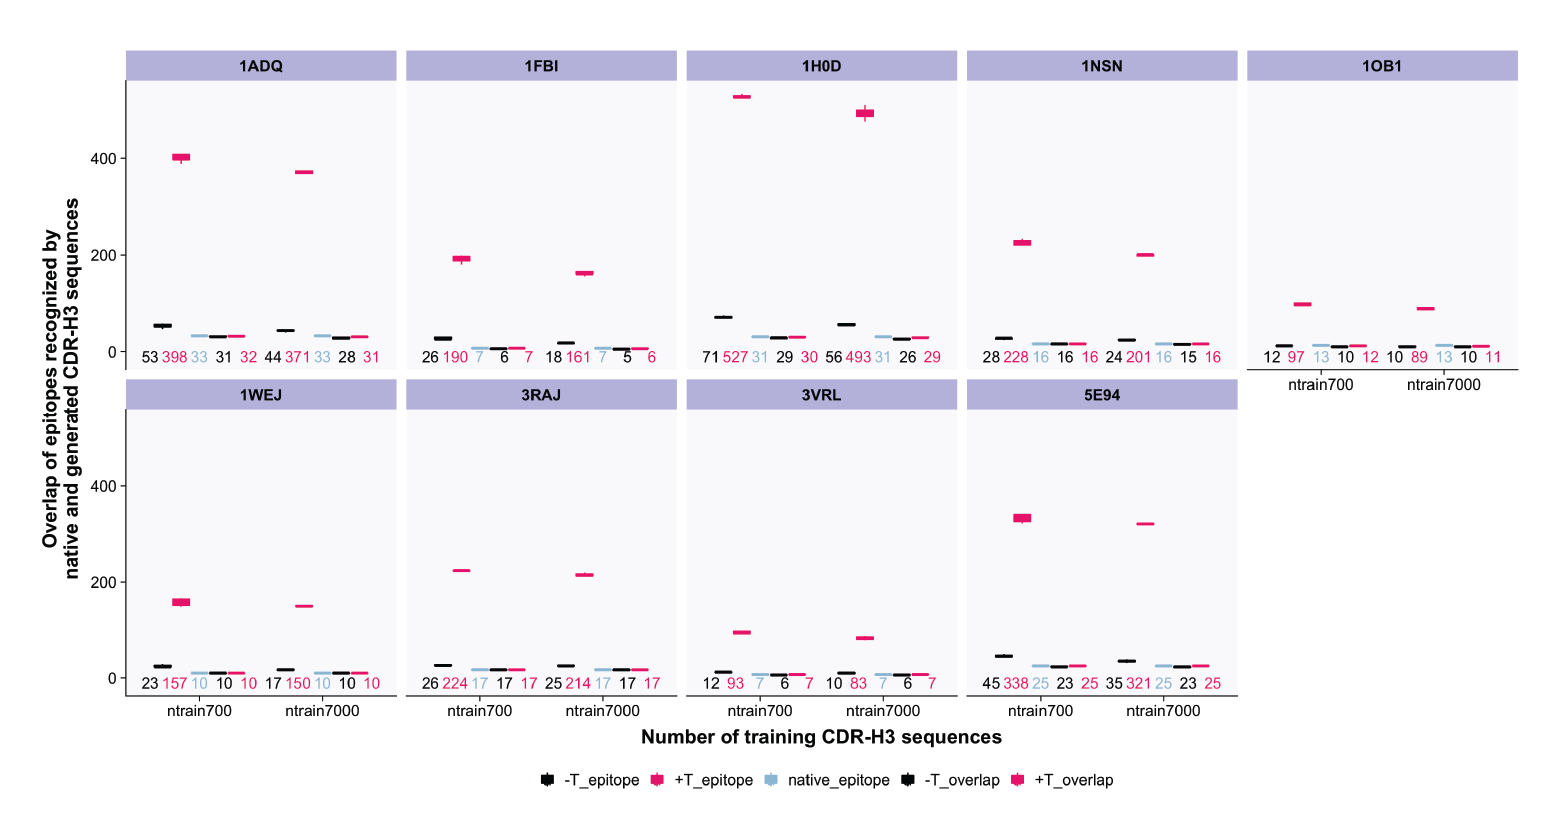 1ADQ 1FBI 1H0D 1NSN 1OB1
Overlap of epitopes recognized by
native and generated CDR-H3 sequences
400
200
0
53 398 33 31 32 44 371 33 28 31
26 190 7 6 7 18 161 7 5 6
71 527 31 29 30 56 493 31 26 29
28 228 16 16 16 24 201 16 15 16
12 97 13 10 12 10 89 13 10 11
ntrain700 ntrain7000
1WEJ 3RAJ 3VRL 5E94
400
200
0
23 157 10 10 10 17 150 10 10 10
26 224 17 17 17 25 214 17 17 17
12 93 7 6 7 10 83 7 6 7
45 338 25 23 25 35 321 25 23 25
ntrain700 ntrain7000 ntrain700 ntrain7000 ntrain700 ntrain7000 ntrain700 ntrain7000
Number of training CDR-H3 sequences
-T_epitope +T_epitope native_epitope -T_overlap +T_overlap